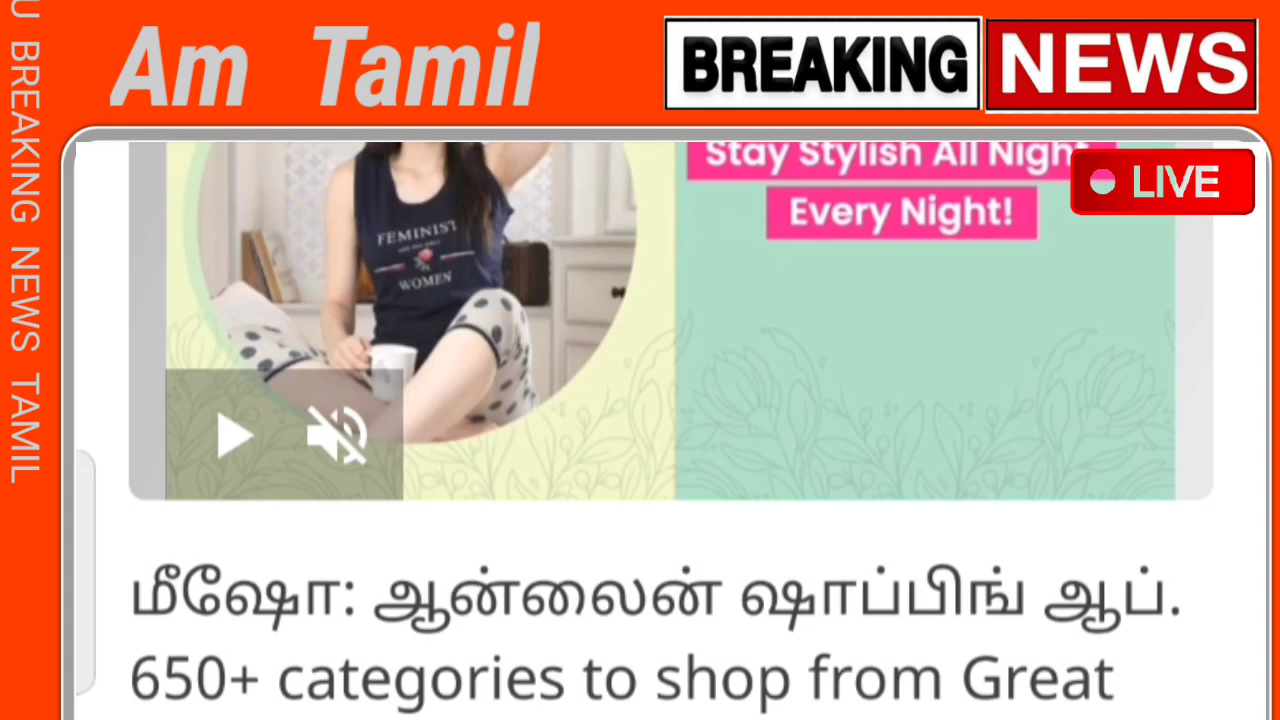 Am Tamil
BREAKING NEWS
BREAKING NEWS TAMIL
LIVE
Stay Stylish All Night
Every Night!
FEMINIST
WOMEN
மீஷோ: ஆன்லைன் ஷாப்பிங் ஆப்.
650+ categories to shop from Great